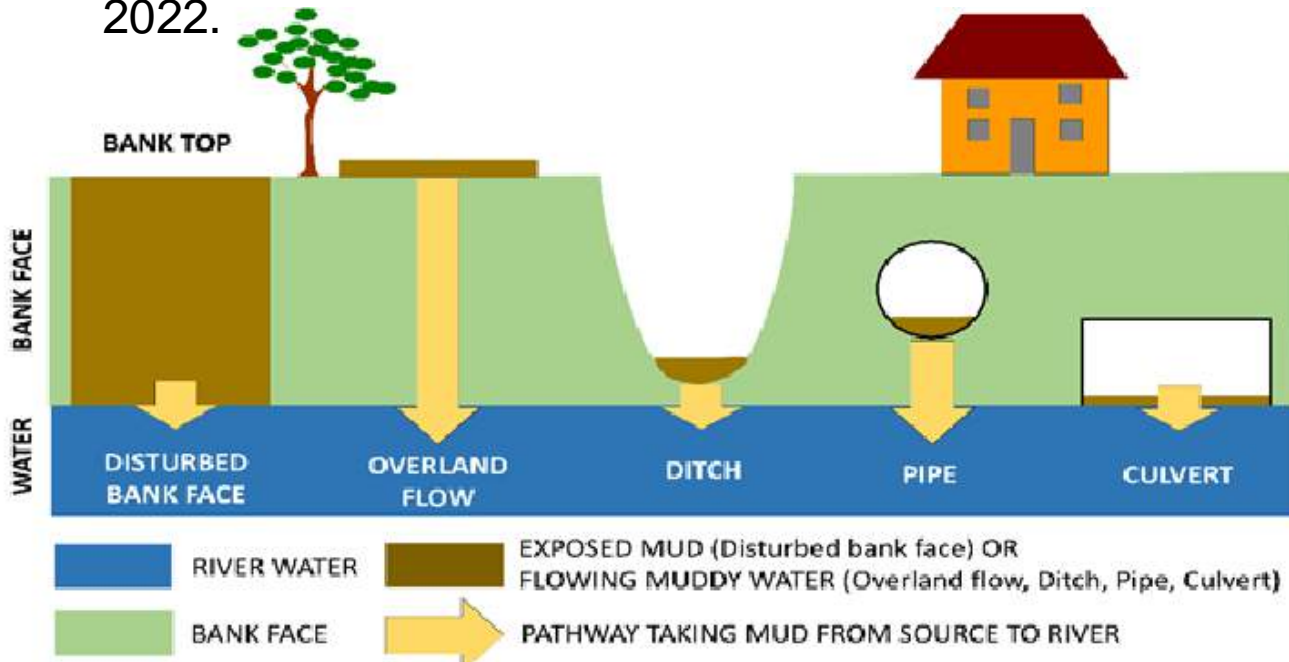 2022.
BANK TOP
BANK FACE
WATER
DISTURBED
BANK FACE
OVERLAND
FLOW
DITCH
PIPE
CULVERT
RIVER WATER
EXPOSED MUD (Disturbed bank face) OR
FLOWING MUDDY WATER (Overland flow, Ditch, Pipe, Culvert)
BANK FACE
PATHWAY TAKING MUD FROM SOURCE TO RIVER